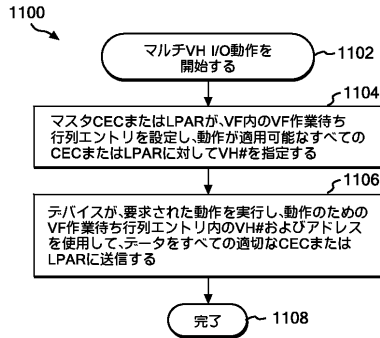 1100
マルチVH I/O動作を
開始する
1102
1104
マスタCECまたはLPARが、VF内のVF作業待ち
行列エントリを設定し、動作が適用可能なすべての
CECまたはLPARに対してVH#を指定する
1106
デバイスが、要求された動作を実行し、動作のための
VF作業待ち行列エントリ内のVH#およびアドレス
を使用して、データをすべての適切なCECまたは
LPARに送信する
完了
1108